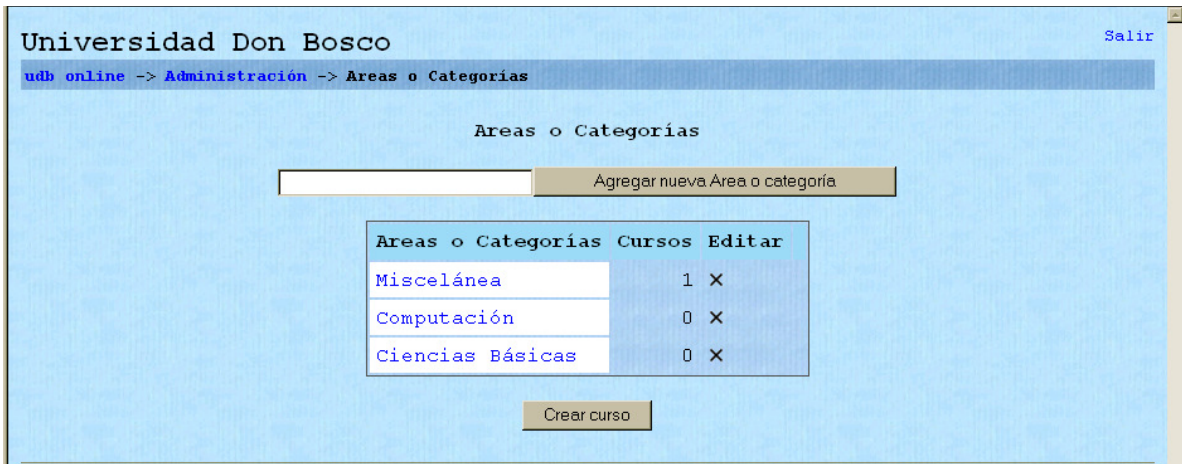 Universidad Don Bosco
Salir
udb online -> Administración -> Areas o Categorías
Areas o Categorías
Agregar nueva Area o categoría
Areas o Categorías Cursos Editar
Miscelánea 1 ×
Computación 0 ×
Ciencias Básicas 0 ×
Crear curso